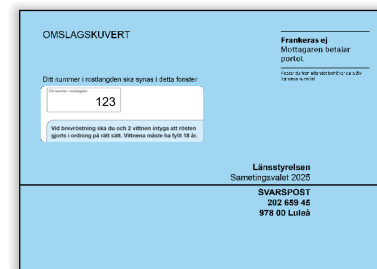 OMSLAGSKUVERT
Frankeras ej
Mottagaren betalar
portot
Ditt nummer i rostlangden ska synas i detta fonster
123
Vid brevröstning ska du och 2 vittnen intyga att rösten
gjorts i ordning på rätt sätt. Vittnena måste ha fyllt 18 år.
Länsstyrelsen
Sametingsvalet 2025
SVARSPOST
202 659 45
978 00 Luleå